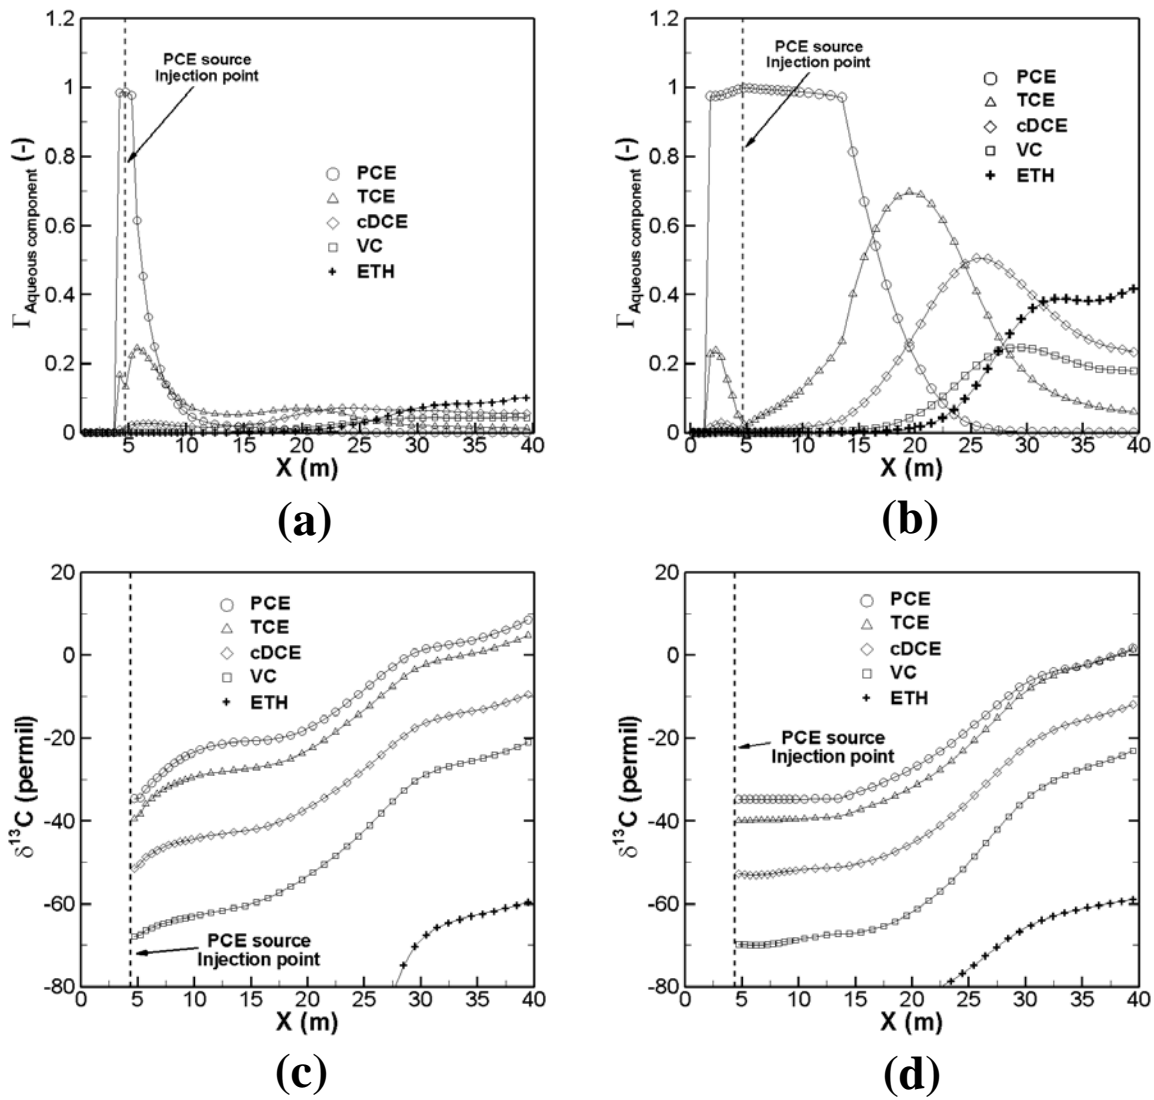 1.2
1
0.8
0.6
0.4
0.2
0
Γ Aqueous component (-)
PCE source
Injection point
PCE
TCE
cDCE
VC
ETH
0 5 10 15 20 25 30 35 40
X (m)
(a)
1.2
1
0.8
0.6
0.4
0.2
0
Γ Aqueous component (-)
PCE source
Injection point
PCE
TCE
cDCE
VC
ETH
0 5 10 15 20 25 30 35 40
X (m)
(b)
20
0
-20
-40
-60
-80
δ¹³C (permil)
PCE
TCE
cDCE
VC
ETH
PCE source
Injection point
0 5 10 15 20 25 30 35 40
X (m)
(c)
20
0
-20
-40
-60
-80
δ¹³C (permil)
PCE
TCE
cDCE
VC
ETH
PCE source
Injection point
0 5 10 15 20 25 30 35 40
X (m)
(d)